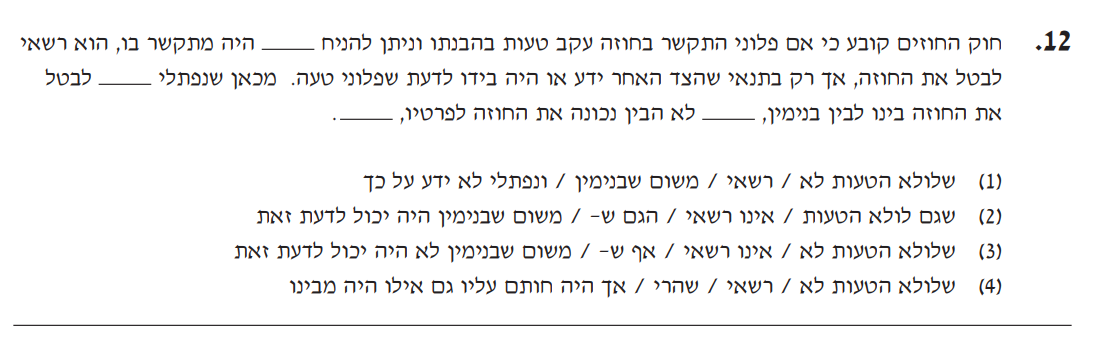 12. חוק החוזים קובע כי אם פלוני התקשר בחוזה עקב טעות בהבנתו וניתן להניח _____ היה מתקשר בו, הוא רשאי
לבטל את החוזה, אך רק בתנאי שהצד האחר ידע או היה בידו לדעת שפלוני טעה. מכאן שנפתלי _____ לבטל
את החוזה בינו לבין בנימין, _____ לא הבין נכונה את החוזה לפרטיו, _____.
(1) שלולא הטעות לא / רשאי / משום שבנימין / ונפתלי לא ידע על כך
(2) שגם לולא הטעות / אינו רשאי / הגם ש- / משום שבנימין היה יכול לדעת זאת
(3) שלולא הטעות לא / אינו רשאי / אף ש- / משום שבנימין לא היה יכול לדעת זאת
(4) שלולא הטעות לא / רשאי / שהרי / אך היה חותם עליו גם אילו היה מבינו